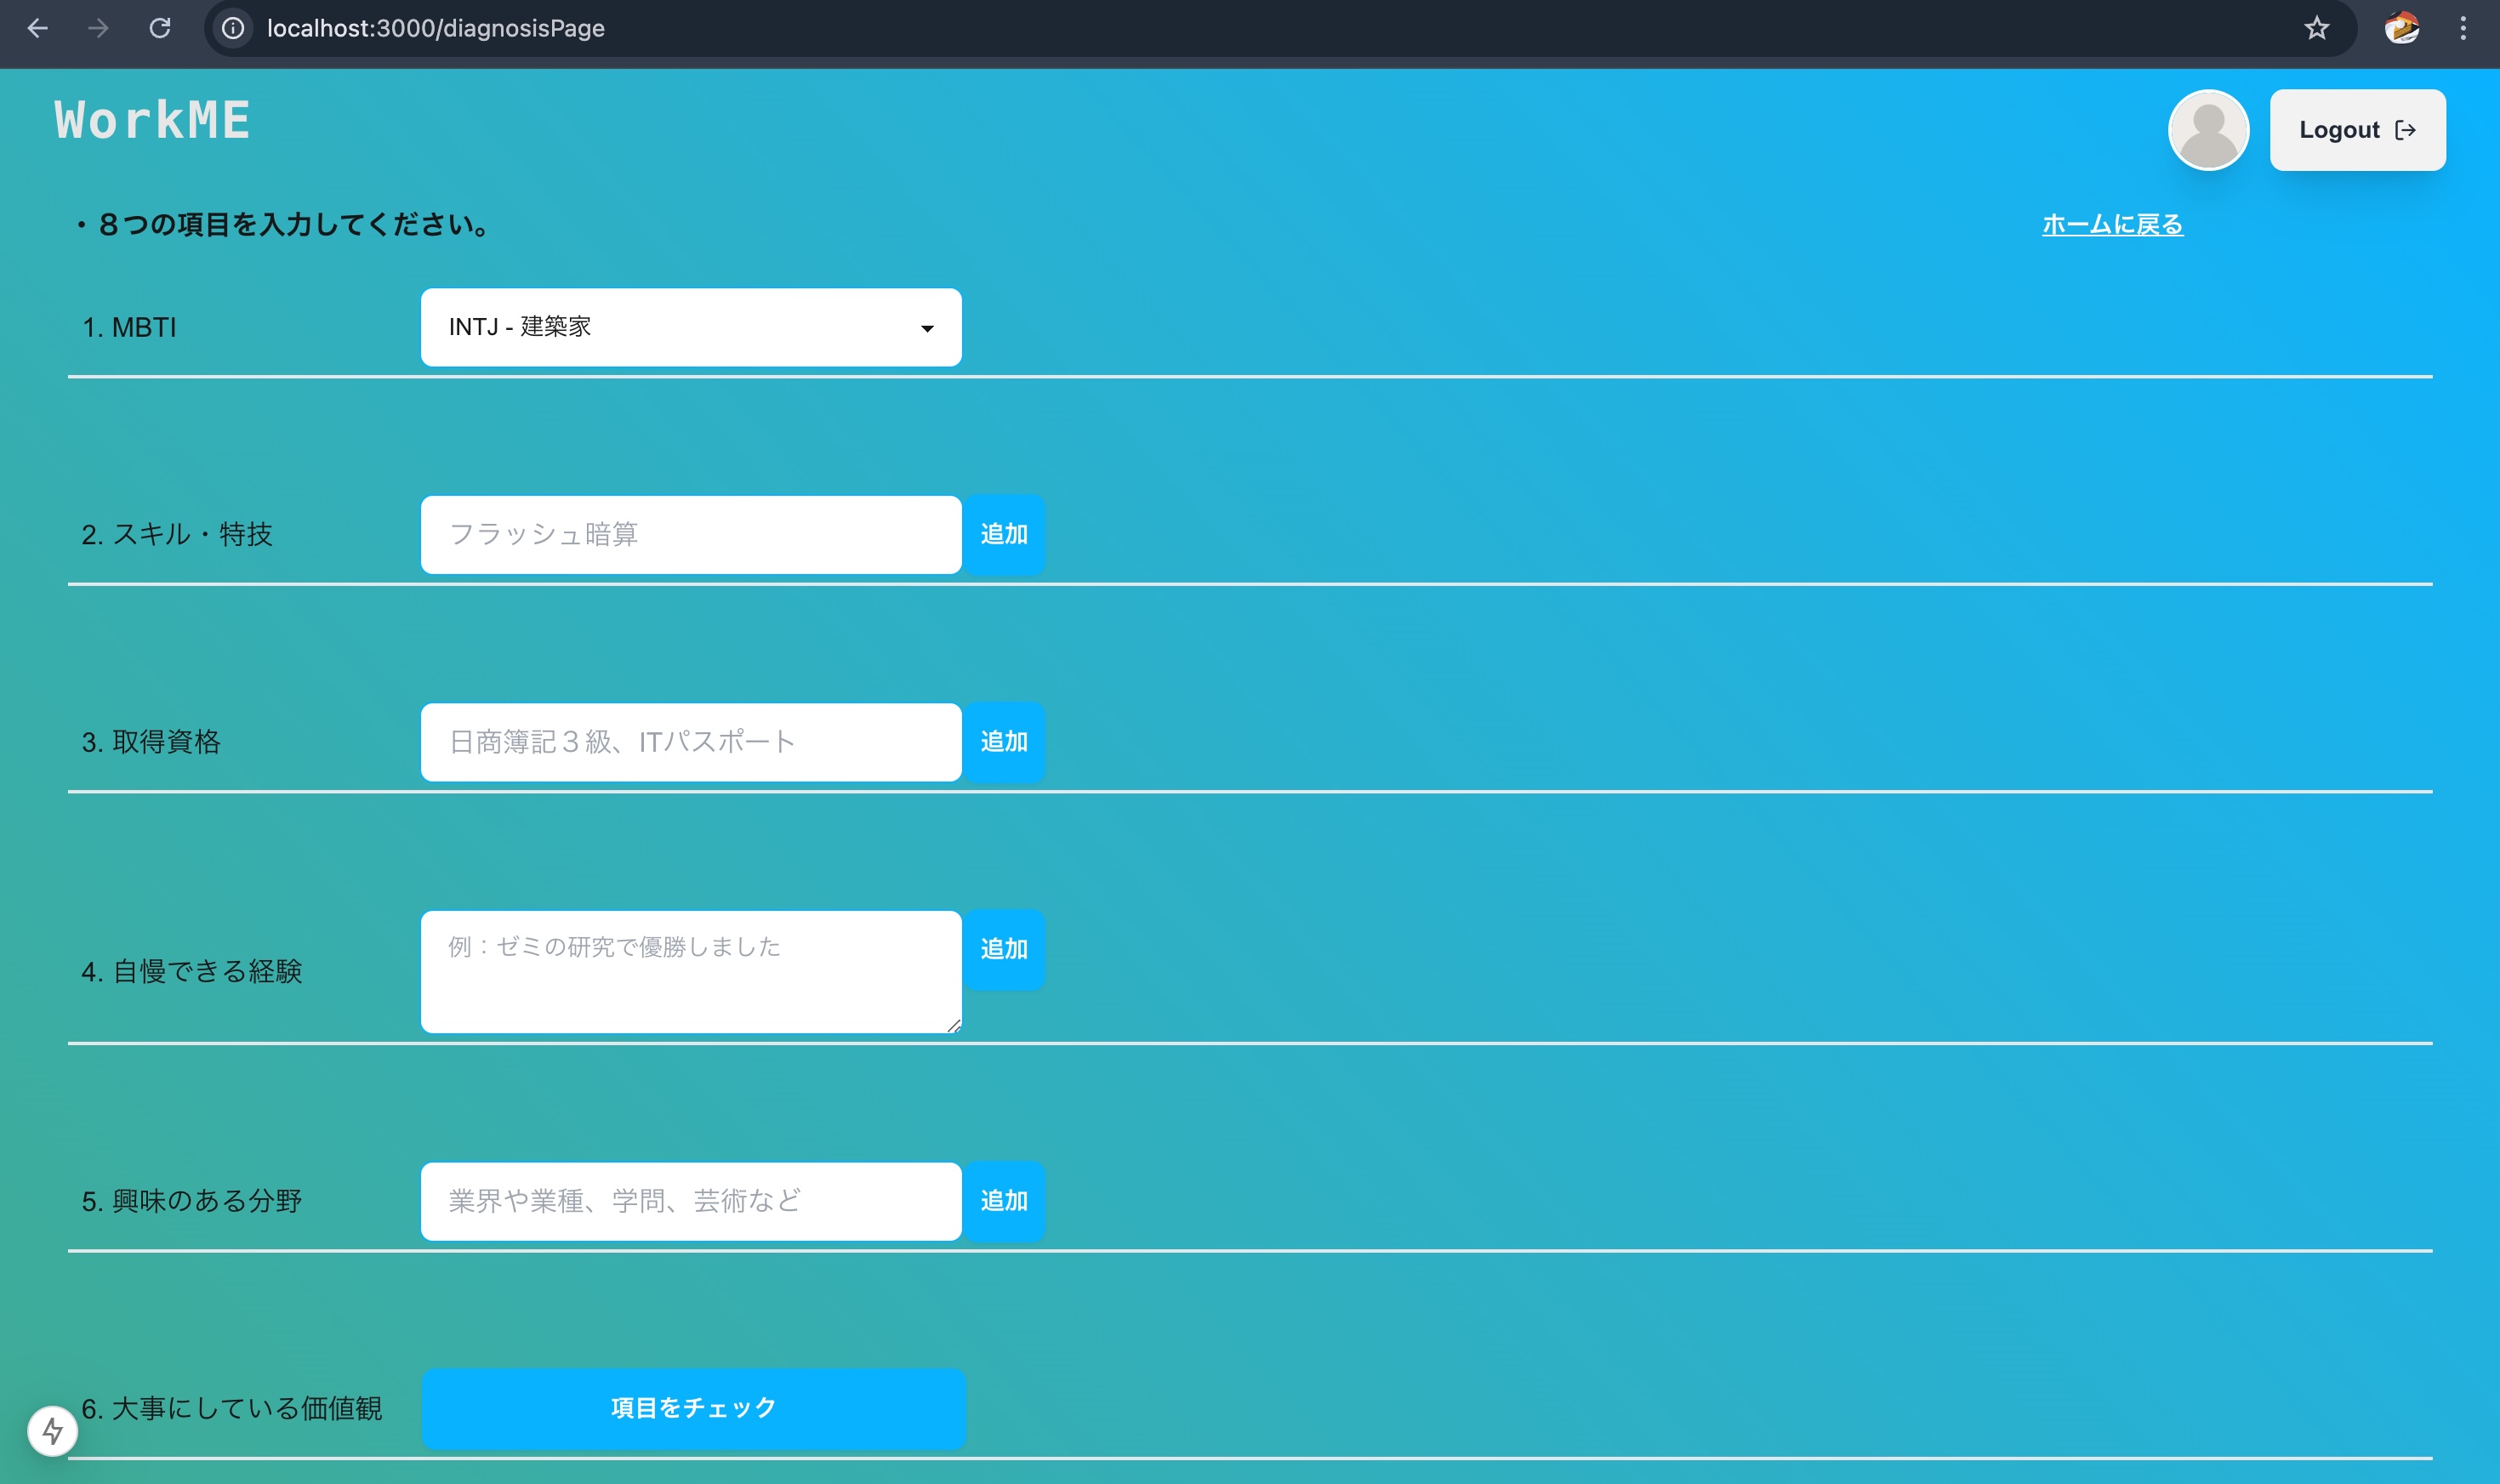 localhost:3000/diagnosisPage
WorkME
Logout
・８つの項目を入力してください。
ホームに戻る
1. MBTI
INTJ - 建築家
2. スキル・特技
フラッシュ暗算
追加
3. 取得資格
日商簿記３級、ITパスポート
追加
4. 自慢できる経験
例：ゼミの研究で優勝しました
追加
5. 興味のある分野
業界や業種、学問、芸術など
追加
6. 大事にしている価値観
項目をチェック